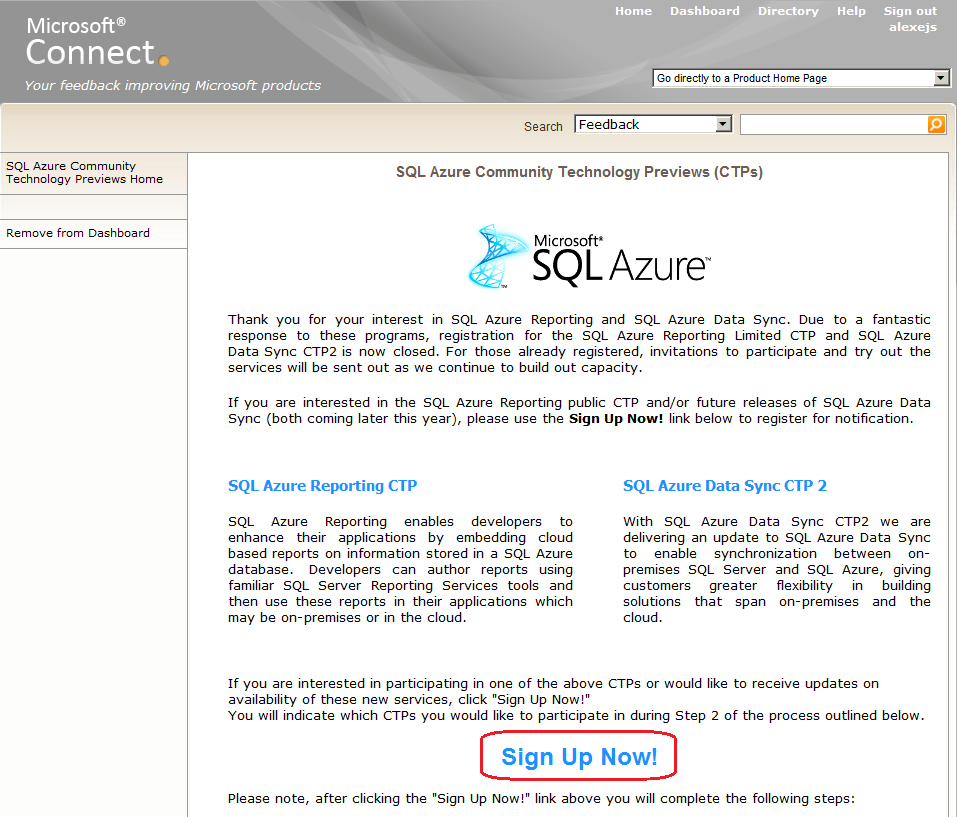 Home Dashboard Directory Help Sign out
alexejs
Microsoft®
Connect.
Your feedback improving Microsoft products
Go directly to a Product Home Page
Search Feedback
SQL Azure Community
Technology Previews Home
Remove from Dashboard
SQL Azure Community Technology Previews (CTPs)
Microsoft®
SQL Azure™
Thank you for your interest in SQL Azure Reporting and SQL Azure Data Sync. Due to a fantastic
response to these programs, registration for the SQL Azure Reporting Limited CTP and SQL Azure
Data Sync CTP2 is now closed. For those already registered, invitations to participate and try out the
services will be sent out as we continue to build out capacity.
If you are interested in the SQL Azure Reporting public CTP and/or future releases of SQL Azure Data
Sync (both coming later this year), please use the Sign Up Now! link below to register for notification.
SQL Azure Reporting CTP
SQL Azure Reporting enables developers to
enhance their applications by embedding cloud
based reports on information stored in a SQL Azure
database. Developers can author reports using
familiar SQL Server Reporting Services tools and
then use these reports in their applications which
may be on-premises or in the cloud.
SQL Azure Data Sync CTP 2
With SQL Azure Data Sync CTP2 we are
delivering an update to SQL Azure Data Sync
to enable synchronization between on-
premises SQL Server and SQL Azure, giving
customers greater flexibility in building
solutions that span on-premises and the
cloud.
If you are interested in participating in one of the above CTPs or would like to receive updates on
availability of these new services, click "Sign Up Now!"
You will indicate which CTPs you would like to participate in during Step 2 of the process outlined below.
Sign Up Now!
Please note, after clicking the "Sign Up Now!" link above you will complete the following steps: